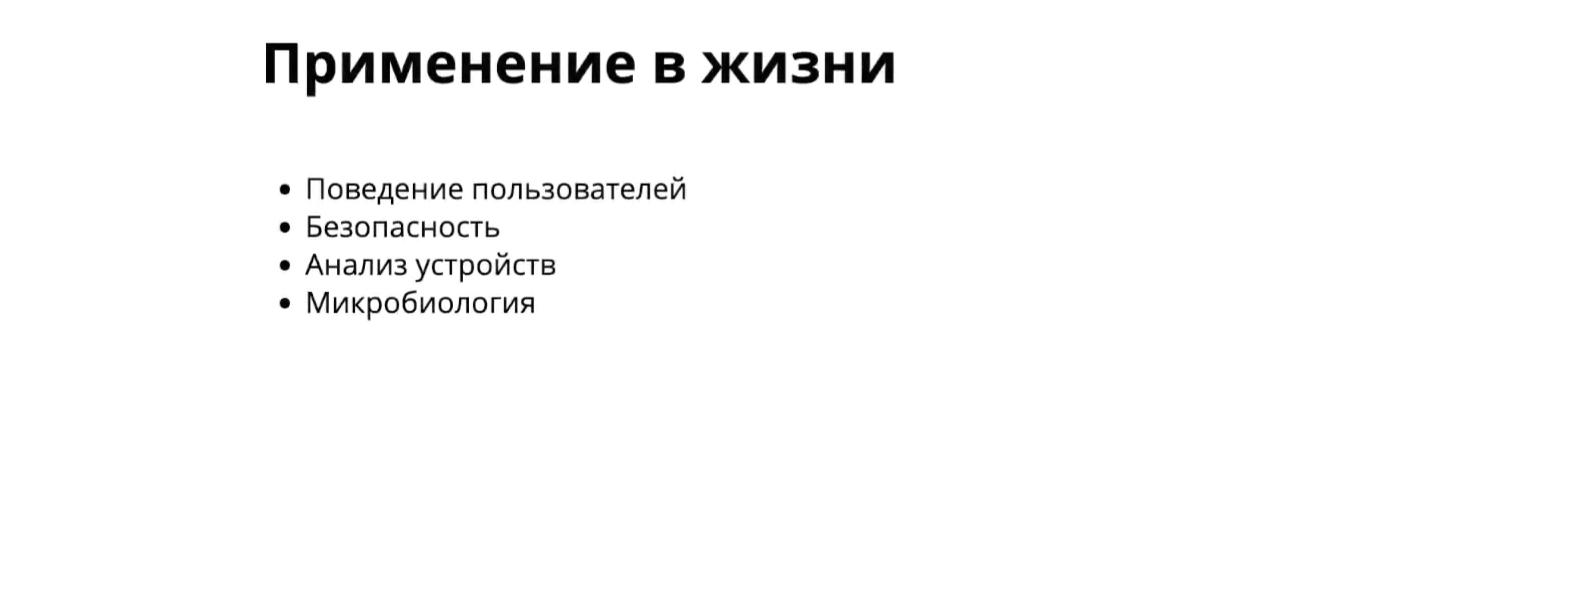 Применение в жизни
• Поведение пользователей
• Безопасность
• Анализ устройств
• Микробиология